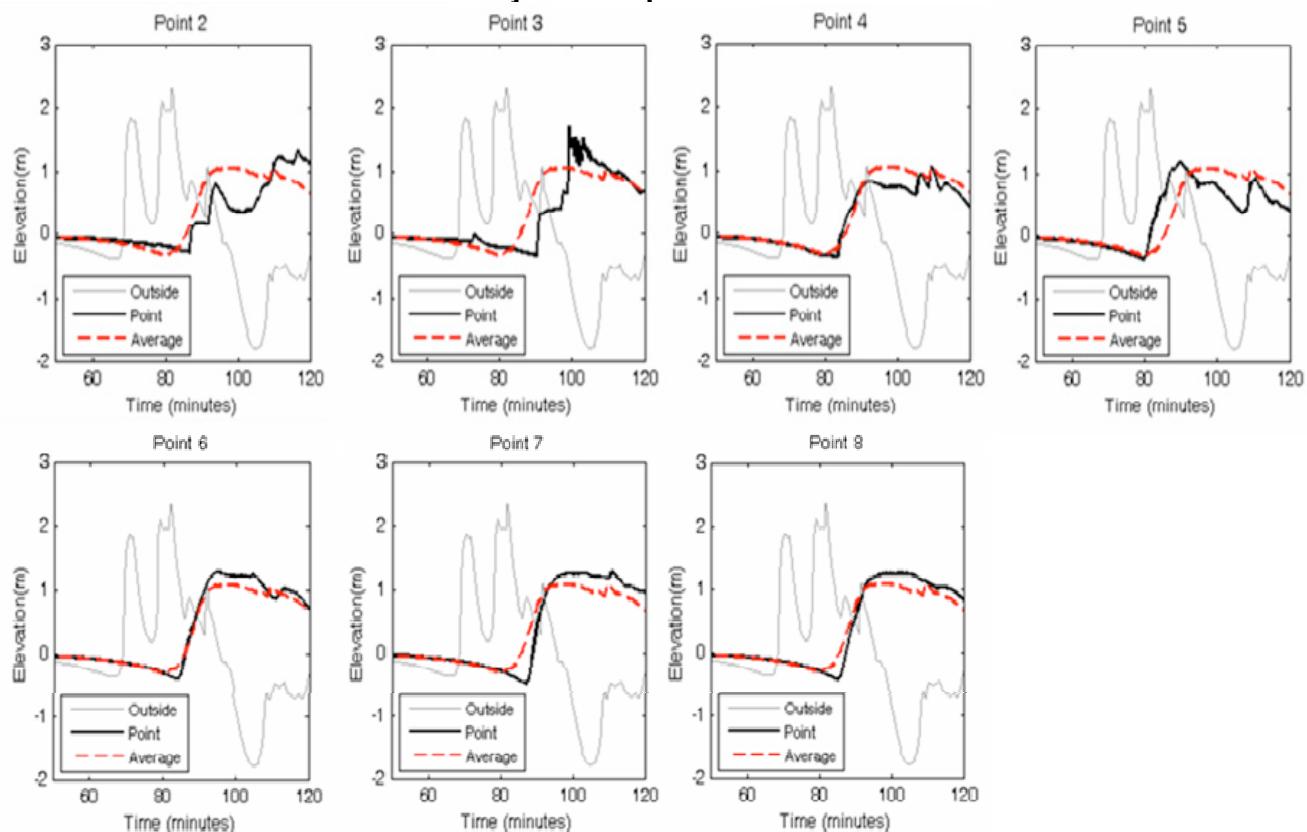 Point 2
3
2
1
0
-1
-2
Elevation(m)
Outside
Point
Average
60 80 100 120
Time (minutes)
Point 3
3
2
1
0
-1
-2
Elevation(m)
Outside
Point
Average
60 80 100 120
Time (minutes)
Point 4
3
2
1
0
-1
-2
Elevation(m)
Outside
Point
Average
60 80 100 120
Time (minutes)
Point 5
3
2
1
0
-1
-2
Elevation(m)
Outside
Point
Average
60 80 100 120
Time (minutes)
Point 6
3
2
1
0
-1
-2
Elevation(m)
Outside
Point
Average
60 80 100 120
Time (minutes)
Point 7
3
2
1
0
-1
-2
Elevation(m)
Outside
Point
Average
60 80 100 120
Time (minutes)
Point 8
3
2
1
0
-1
-2
Elevation(m)
Outside
Point
Average
60 80 100 120
Time (minutes)